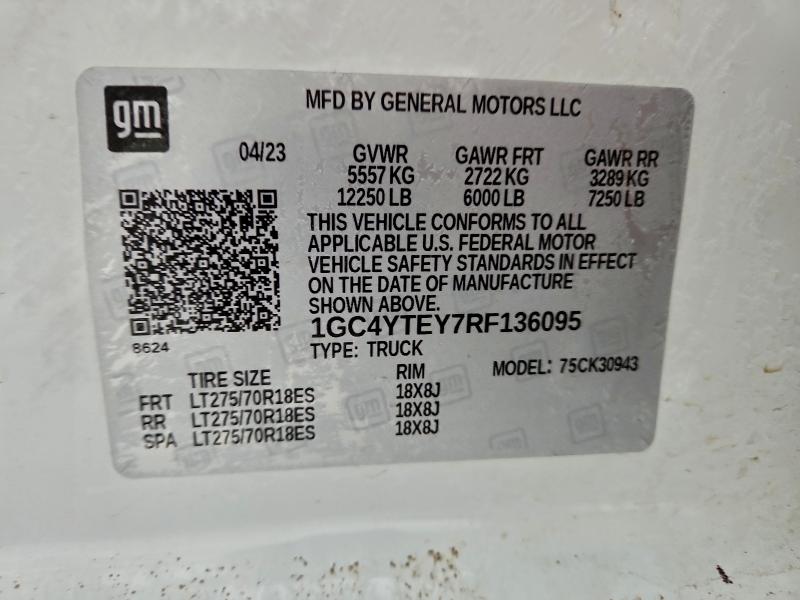 gm
MFD BY GENERAL MOTORS LLC
04/23 GVWR GAWR FRT GAWR RR
5557 KG 2722 KG 3289 KG
12250 LB 6000 LB 7250 LB
THIS VEHICLE CONFORMS TO ALL
APPLICABLE U.S. FEDERAL MOTOR
VEHICLE SAFETY STANDARDS IN EFFECT
ON THE DATE OF MANUFACTURE
SHOWN ABOVE.
1GC4YTEY7RF136095
8624
TYPE: TRUCK
MODEL: 75CK30943
TIRE SIZE RIM
FRT LT275/70R18ES 18X8J
RR LT275/70R18ES 18X8J
SPA LT275/70R18ES 18X8J